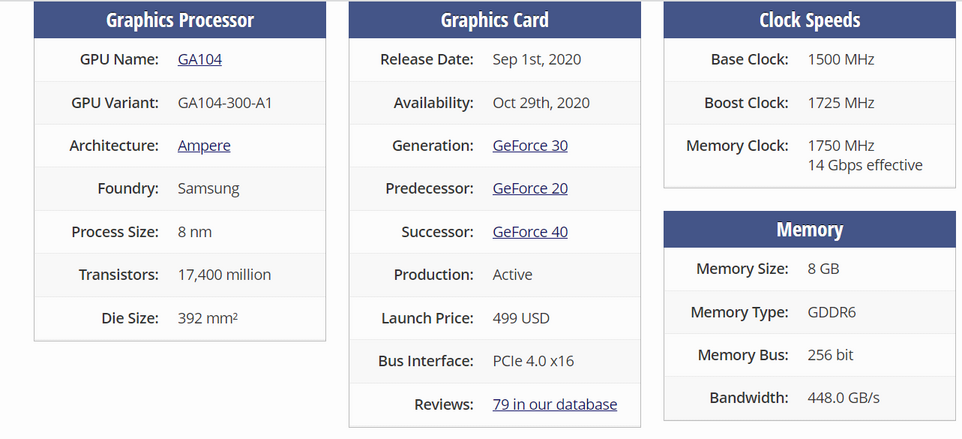 Graphics Processor
GPU Name: GA104
GPU Variant: GA104-300-A1
Architecture: Ampere
Foundry: Samsung
Process Size: 8 nm
Transistors: 17,400 million
Die Size: 392 mm²
Graphics Card
Release Date: Sep 1st, 2020
Availability: Oct 29th, 2020
Generation: GeForce 30
Predecessor: GeForce 20
Successor: GeForce 40
Production: Active
Launch Price: 499 USD
Bus Interface: PCIe 4.0 x16
Reviews: 79 in our database
Clock Speeds
Base Clock: 1500 MHz
Boost Clock: 1725 MHz
Memory Clock: 1750 MHz
14 Gbps effective
Memory
Memory Size: 8 GB
Memory Type: GDDR6
Memory Bus: 256 bit
Bandwidth: 448.0 GB/s